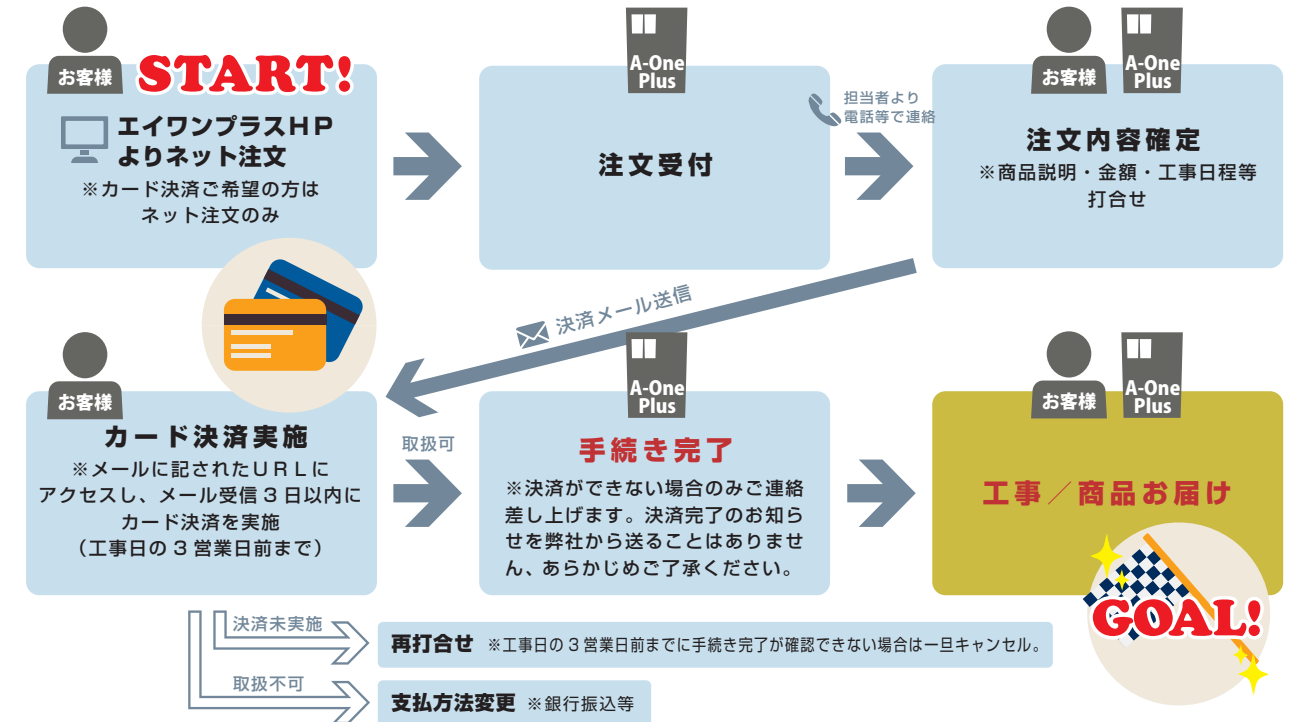 お客様
START!
エイワンプラスHP
よりネット注文
※カード決済ご希望の方は
ネット注文のみ
A-One
Plus
注文受付
担当者より
電話等で連絡
お客様
A-One
Plus
注文内容確定
※商品説明・金額・工事日程等
打合せ
決済メール送信
お客様
カード決済実施
※メールに記されたURLに
アクセスし、メール受信3日以内に
カード決済を実施
(工事日の3営業日前まで)
取扱可
A-One
Plus
手続き完了
※決済ができない場合のみご連絡
差し上げます。決済完了のお知ら
せを弊社から送ることはありませ
ん、あらかじめご了承ください。
お客様
A-One
Plus
工事/商品お届け
GOAL!
決済未実施
再打合せ ※工事日の3営業日前までに手続き完了が確認できない場合は一旦キャンセル。
取扱不可
支払方法変更 ※銀行振込等